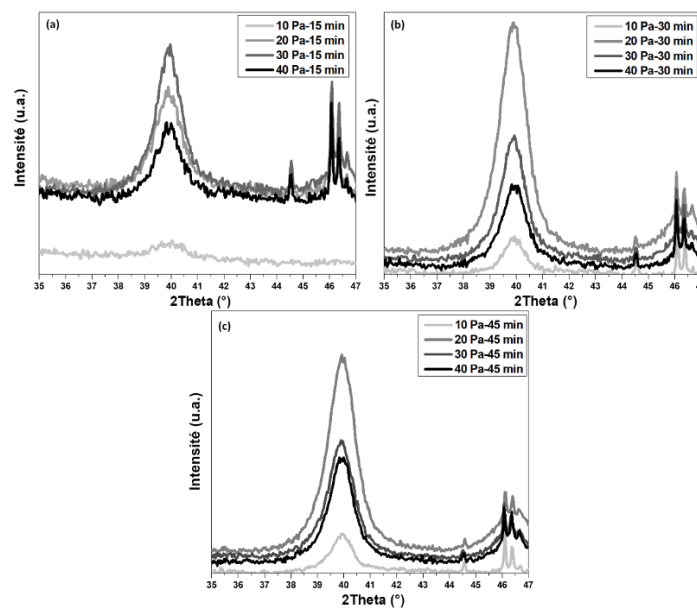 (a)
10 Pa-15 min
20 Pa-15 min
30 Pa-15 min
40 Pa-15 min
Intensité (u.a.)
35 36 37 38 39 40 41 42 43 44 45 46 47
2Theta (°)
(b)
10 Pa-30 min
20 Pa-30 min
30 Pa-30 min
40 Pa-30 min
Intensité (u.a.)
35 36 37 38 39 40 41 42 43 44 45 46 47
2Theta (°)
(c)
10 Pa-45 min
20 Pa-45 min
30 Pa-45 min
40 Pa-45 min
Intensité (u.a.)
35 36 37 38 39 40 41 42 43 44 45 46 47
2Theta (°)